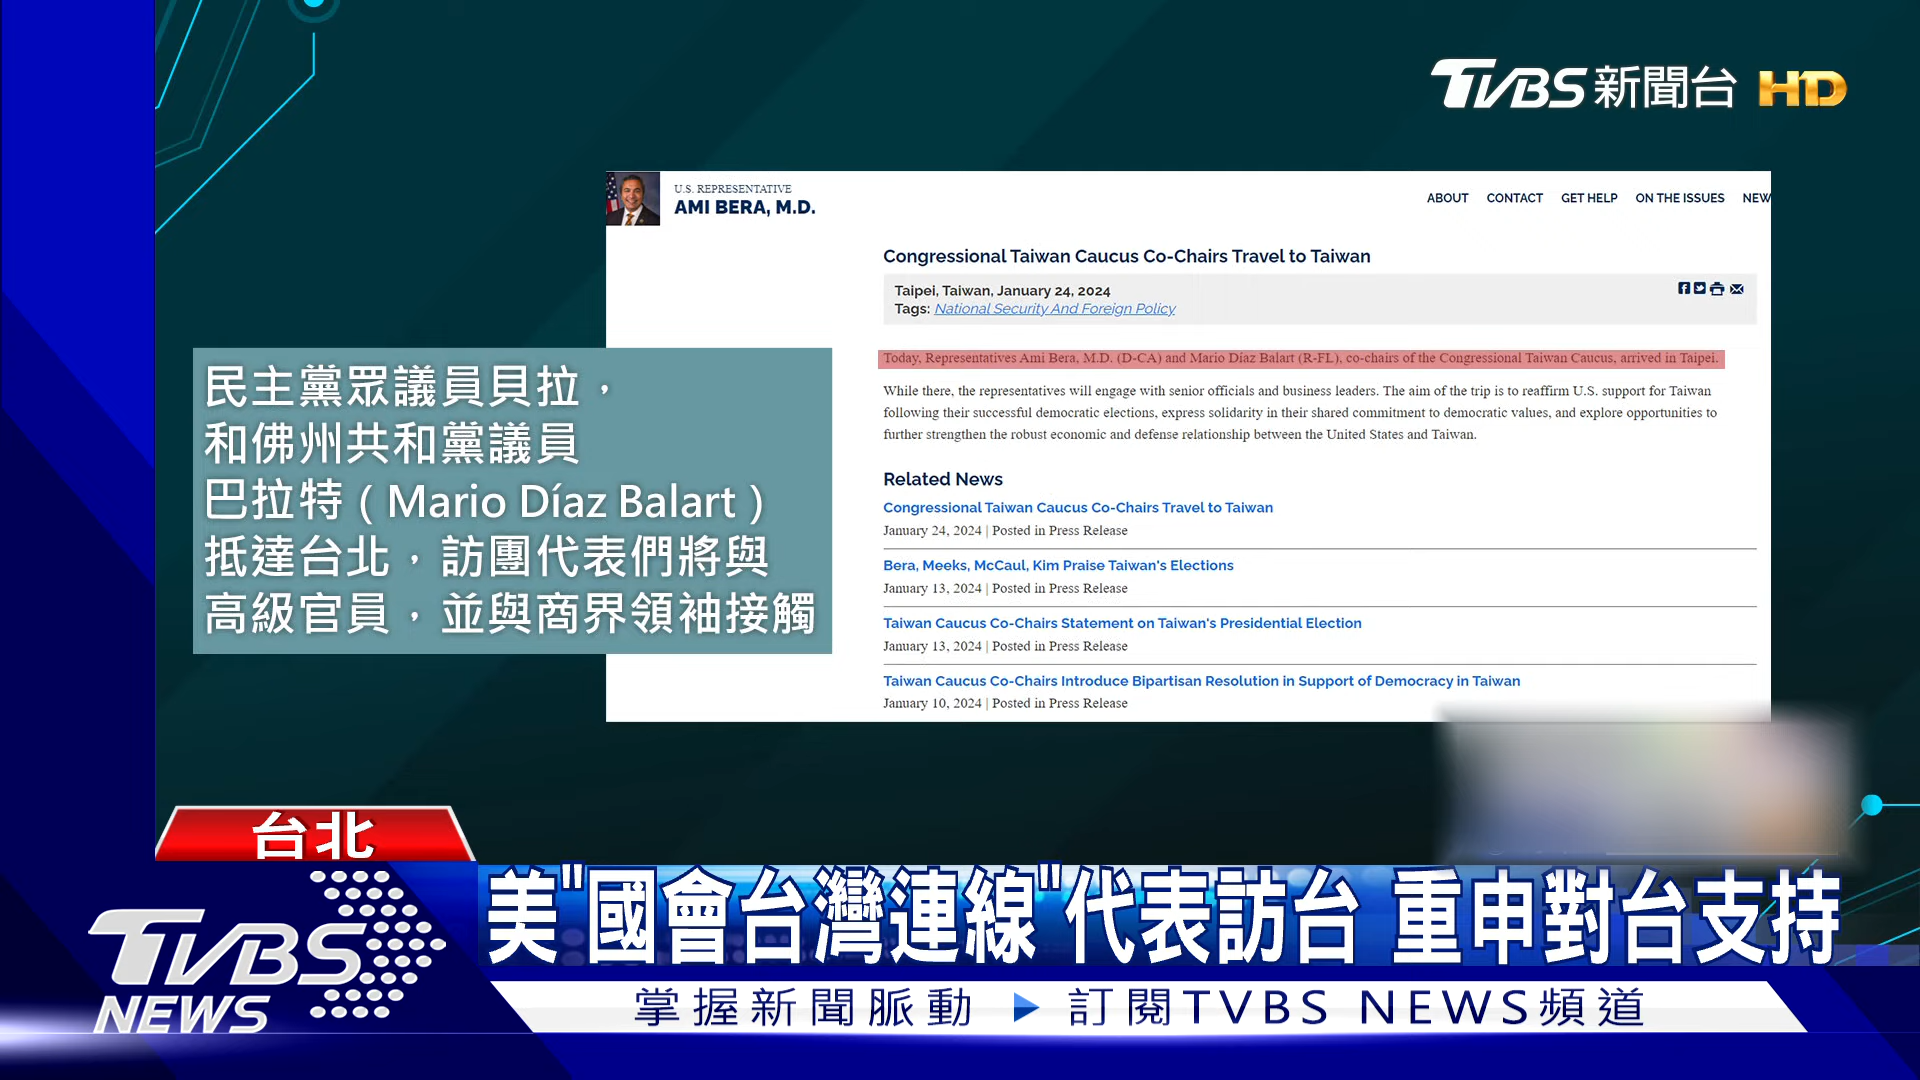 TVBS新聞台 HD
U.S. REPRESENTATIVE
AMI BERA, M.D.
ABOUT CONTACT GET HELP ON THE ISSUES NEW
Congressional Taiwan Caucus Co-Chairs Travel to Taiwan
Taipei, Taiwan, January 24, 2024
Tags: National Security And Foreign Policy
Today, Representatives Ami Bera, M.D. (D-CA) and Mario Díaz Balart (R-FL), co-chairs of the Congressional Taiwan Caucus, arrived in Taipei.
While there, the representatives will engage with senior officials and business leaders. The aim of the trip is to reaffirm U.S. support for Taiwan
following their successful democratic elections, express solidarity in their shared commitment to democratic values, and explore opportunities to
further strengthen the robust economic and defense relationship between the United States and Taiwan.
Related News
Congressional Taiwan Caucus Co-Chairs Travel to Taiwan
January 24, 2024 | Posted in Press Release
Bera, Meeks, McCaul, Kim Praise Taiwan's Elections
January 13, 2024 | Posted in Press Release
Taiwan Caucus Co-Chairs Statement on Taiwan's Presidential Election
January 13, 2024 | Posted in Press Release
Taiwan Caucus Co-Chairs Introduce Bipartisan Resolution in Support of Democracy in Taiwan
January 10, 2024 | Posted in Press Release
民主黨眾議員貝拉，
和佛州共和黨議員
巴拉特（Mario Díaz Balart）
抵達台北，訪團代表們將與
高級官員，並與商界領袖接觸
台北
美"國會台灣連線"代表訪台 重申對台支持
TVBS
NEWS
掌握新聞脈動 ▶ 訂閱TVBS NEWS頻道